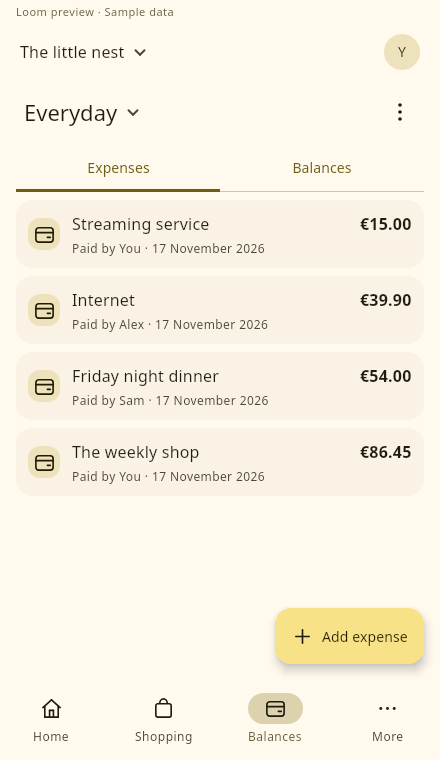 Loom preview · Sample data
The little nest
Y
Everyday
Expenses
Balances
Streaming service
€15.00
Paid by You · 17 November 2026
Internet
€39.90
Paid by Alex · 17 November 2026
Friday night dinner
€54.00
Paid by Sam · 17 November 2026
The weekly shop
€86.45
Paid by You · 17 November 2026
Add expense
Home
Shopping
Balances
More